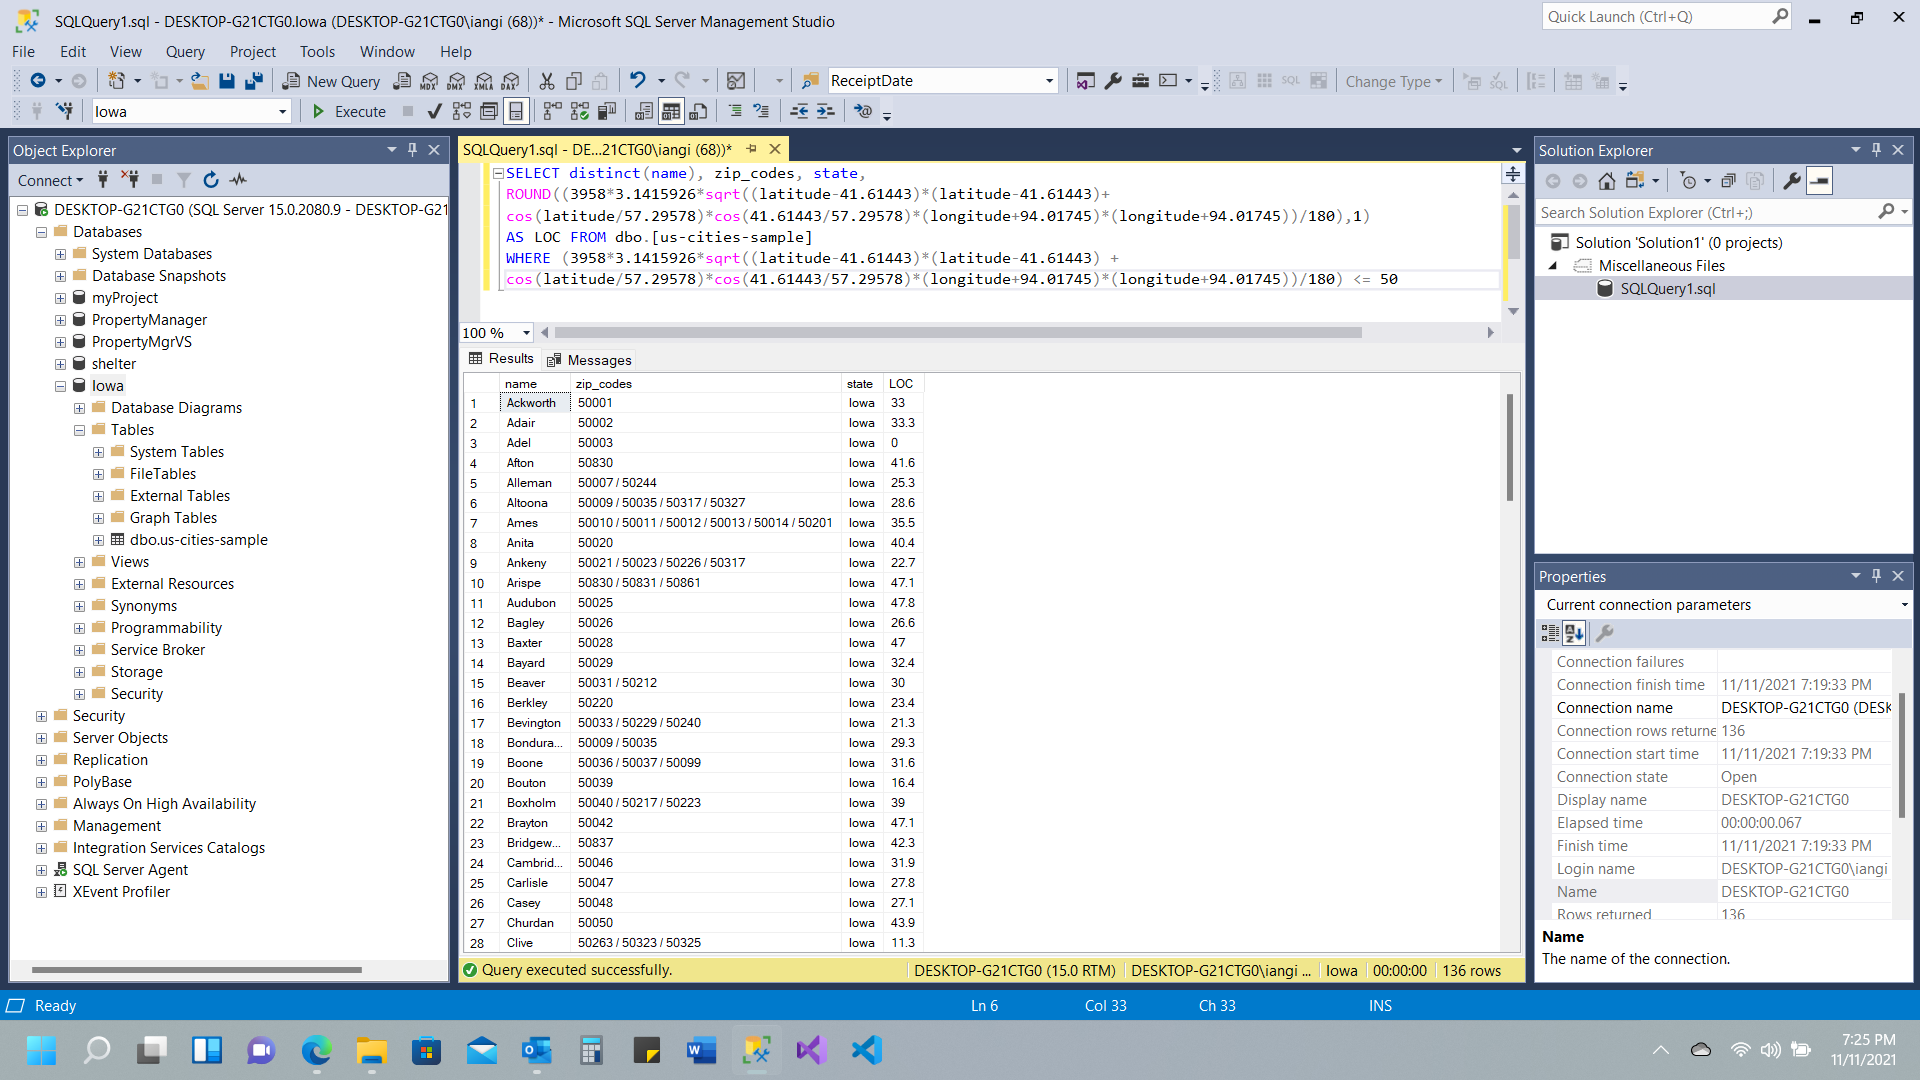 SQLQuery1.sql - DESKTOP-G21CTG0.Iowa (DESKTOP-G21CTG0\iangi (68))* - Microsoft SQL Server Management Studio
Quick Launch (Ctrl+Q)
File Edit View Query Project Tools Window Help
New Query MDX DMX XMLA DAX ReceiptDate SQL Change Type SQL
Iowa Execute
Object Explorer
Connect
DESKTOP-G21CTG0 (SQL Server 15.0.2080.9 - DESKTOP-G21
Databases
System Databases
Database Snapshots
myProject
PropertyManager
PropertyMgrVS
shelter
Iowa
Database Diagrams
Tables
System Tables
FileTables
External Tables
Graph Tables
dbo.us-cities-sample
Views
External Resources
Synonyms
Programmability
Service Broker
Storage
Security
Security
Server Objects
Replication
PolyBase
Always On High Availability
Management
Integration Services Catalogs
SQL Server Agent
XEvent Profiler
SQLQuery1.sql - DE...21CTG0\iangi (68))*
SELECT distinct(name), zip_codes, state,
ROUND((3958*3.1415926*sqrt((latitude-41.61443)*(latitude-41.61443)+
cos(latitude/57.29578)*cos(41.61443/57.29578)*(longitude+94.01745)*(longitude+94.01745))/180),1)
AS LOC FROM dbo.[us-cities-sample]
WHERE (3958*3.1415926*sqrt((latitude-41.61443)*(latitude-41.61443) +
cos(latitude/57.29578)*cos(41.61443/57.29578)*(longitude+94.01745)*(longitude+94.01745))/180) <= 50
100 %
Results Messages
name zip_codes state LOC
1 Ackworth 50001 Iowa 33
2 Adair 50002 Iowa 33.3
3 Adel 50003 Iowa 0
4 Afton 50830 Iowa 41.6
5 Alleman 50007 / 50244 Iowa 25.3
6 Altoona 50009 / 50035 / 50317 / 50327 Iowa 28.6
7 Ames 50010 / 50011 / 50012 / 50013 / 50014 / 50201 Iowa 35.5
8 Anita 50020 Iowa 40.4
9 Ankeny 50021 / 50023 / 50226 / 50317 Iowa 22.7
10 Arispe 50830 / 50831 / 50861 Iowa 47.1
11 Audubon 50025 Iowa 47.8
12 Bagley 50026 Iowa 26.6
13 Baxter 50028 Iowa 47
14 Bayard 50029 Iowa 32.4
15 Beaver 50031 / 50212 Iowa 30
16 Berkley 50220 Iowa 23.4
17 Bevington 50033 / 50229 / 50240 Iowa 21.3
18 Bondura... 50009 / 50035 Iowa 29.3
19 Boone 50036 / 50037 / 50099 Iowa 31.6
20 Bouton 50039 Iowa 16.4
21 Boxholm 50040 / 50217 / 50223 Iowa 39
22 Brayton 50042 Iowa 47.1
23 Bridgew... 50837 Iowa 42.3
24 Cambrid... 50046 Iowa 31.9
25 Carlisle 50047 Iowa 27.8
26 Casey 50048 Iowa 27.1
27 Churdan 50050 Iowa 43.9
28 Clive 50263 / 50323 / 50325 Iowa 11.3
Query executed successfully. DESKTOP-G21CTG0 (15.0 RTM) DESKTOP-G21CTG0\iangi ... Iowa 00:00:00 136 rows
Solution Explorer
Search Solution Explorer (Ctrl+;)
Solution 'Solution1' (0 projects)
Miscellaneous Files
SQLQuery1.sql
Properties
Current connection parameters
Connection failures
Connection finish time 11/11/2021 7:19:33 PM
Connection name DESKTOP-G21CTG0 (DESK
Connection rows returne 136
Connection start time 11/11/2021 7:19:33 PM
Connection state Open
Display name DESKTOP-G21CTG0
Elapsed time 00:00:00.067
Finish time 11/11/2021 7:19:33 PM
Login name DESKTOP-G21CTG0\iangi
Name DESKTOP-G21CTG0
Rows returned 136
Name
The name of the connection.
Ready Ln 6 Col 33 Ch 33 INS
7:25 PM
11/11/2021